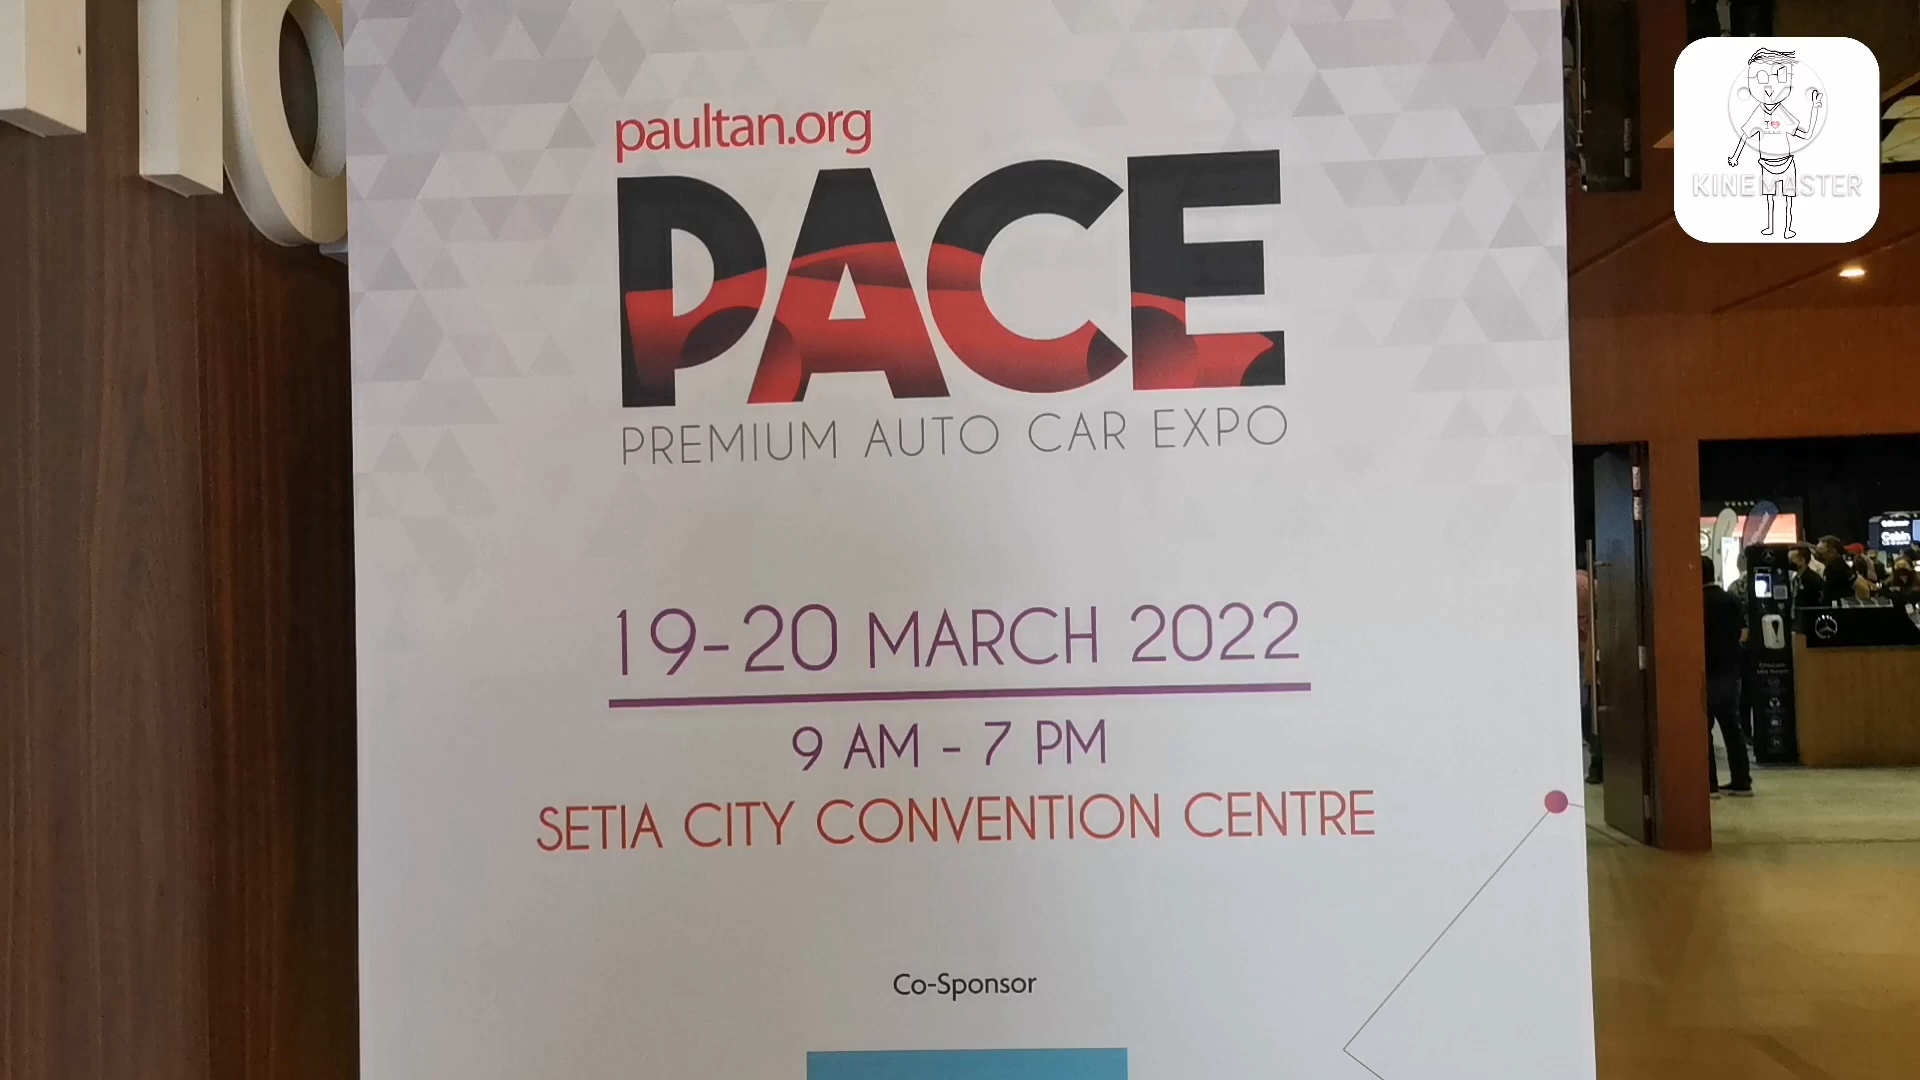 paultan.org
PACE
PREMIUM AUTO CAR EXPO
19-20 MARCH 2022
9 AM - 7 PM
SETIA CITY CONVENTION CENTRE
Co-Sponsor
KINEMASTER
VOLVO